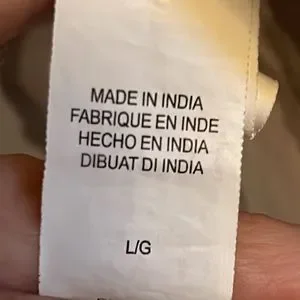 MADE IN INDIA
FABRIQUE EN INDE
HECHO EN INDIA
DIBUAT DI INDIA
L/G